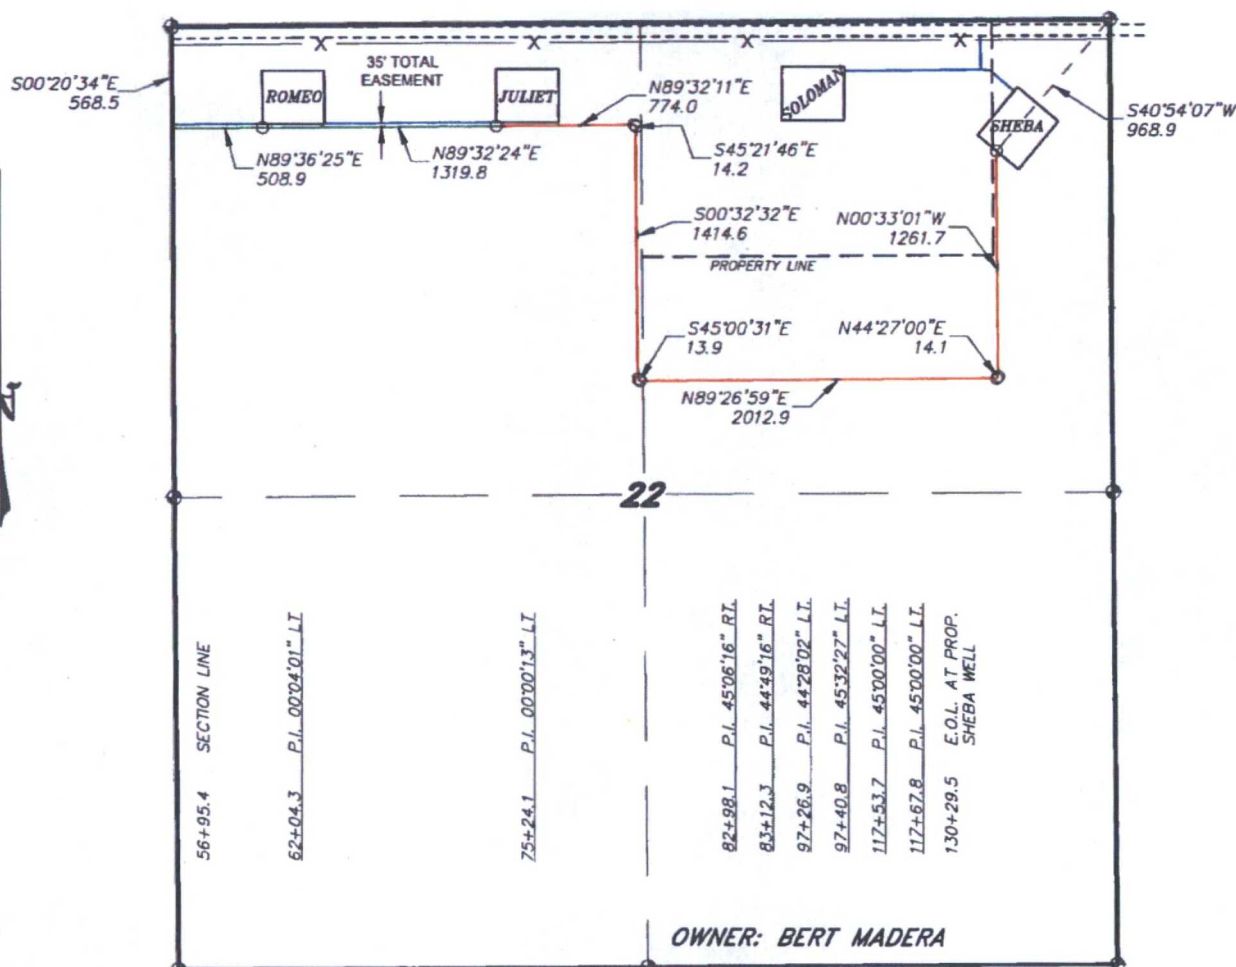 X X X X
S00°20'34"E
568.5
35' TOTAL
EASEMENT
ROMEO
JULIET
N89°32'11"E
774.0
SOLOMAN
SHEBA
S40°54'07"W
968.9
N89°36'25"E
508.9
N89°32'24"E
1319.8
S45°21'46"E
14.2
S00°32'32"E
1414.6
N00°33'01"W
1261.7
PROPERTY LINE
S45°00'31"E
13.9
N44°27'00"E
14.1
N89°26'59"E
2012.9
22
56+95.4 SECTION LINE
62+04.3 P.I. 00°04'01" LT
75+24.1 P.I. 00°00'13" LT
82+98.1 P.I. 45°06'16" RT.
83+12.3 P.I. 44°49'16" RT.
97+26.9 P.I. 44°28'02" LT.
97+40.8 P.I. 45°32'27" LT.
117+53.7 P.I. 45°00'00" LT.
117+67.8 P.I. 45°00'00" LT.
130+29.5 E.O.L. AT PROP.
SHEBA WELL
OWNER: BERT MADERA